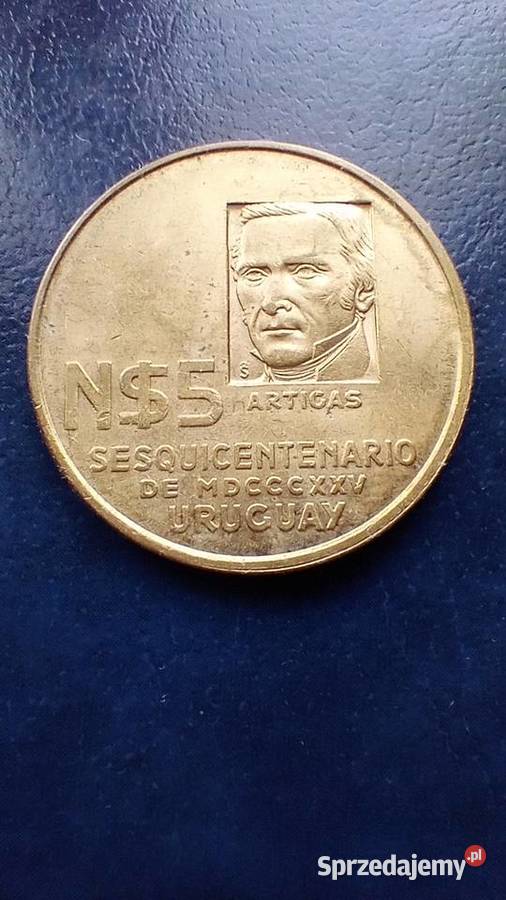 N$5
ARTIGAS
SESQUICENTENARIO
DE MDCCCXXV
URUGUAY
Sprzedajemy.pl